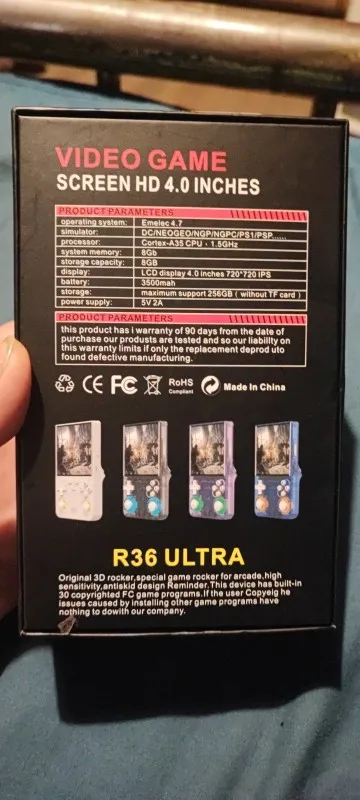 VIDEO GAME
SCREEN HD 4.0 INCHES
PRODUCT PARAMETERS
operating system: Emelec 4.7
simulator: DC/NEOGEO/NGP/NGPC/PS1/PSP......
processor: Cortex-A35 CPU · 1.5GHz
system memory: 8Gb
storage capacity: 8GB
display: LCD display 4.0 inches 720*720 IPS
battery: 3500mah
storage: maximum support 256GB ( without TF card )
power supply: 5V 2A
PRODUCT PARAMETERS
this product has i warranty of 90 days from the date of
purchase our produsts are tested and so our liability on
this warranty limits if only the replacement deprod uto
found defective manufacturing.
CE FC RoHS Compliant Made In China
R36 ULTRA
Original 3D rocker,special game rocker for arcade,high
sensitivity,antiskid design Reminder.This device has built-in
30 copyrighted FC game programs.If the user Copyeig he
issues caused by installing other game programs have
nothing to dowith our company.